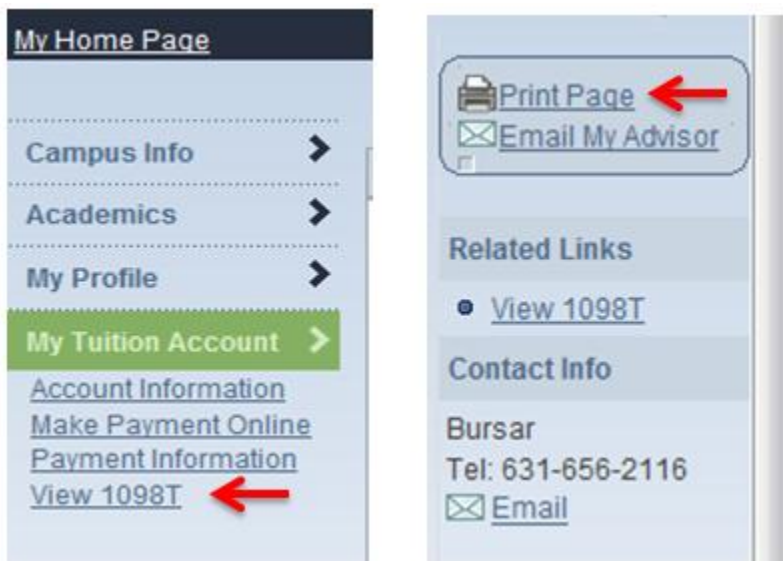 My Home Page
Campus Info
Academics
My Profile
My Tuition Account
Account Information
Make Payment Online
Payment Information
View 1098T
Print Page
Email My Advisor
Related Links
View 1098T
Contact Info
Bursar
Tel: 631-656-2116
Email